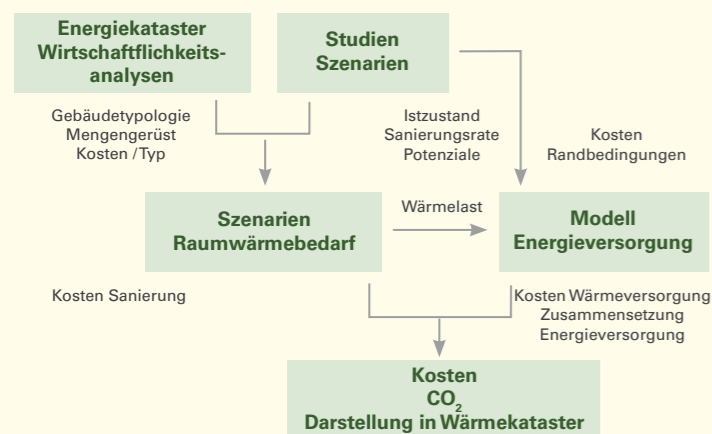 Energiekataster
Wirtschaftflichkeits-
analysen
Studien
Szenarien
Gebäudetypologie
Mengengerüst
Kosten / Typ
Istzustand
Sanierungsrate
Potenziale
Kosten
Randbedingungen
Szenarien
Raumwärmebedarf
Wärmelast
Modell
Energieversorgung
Kosten Sanierung
Kosten Wärmeversorgung
Zusammensetzung
Energieversorgung
Kosten
CO₂
Darstellung in Wärmekataster